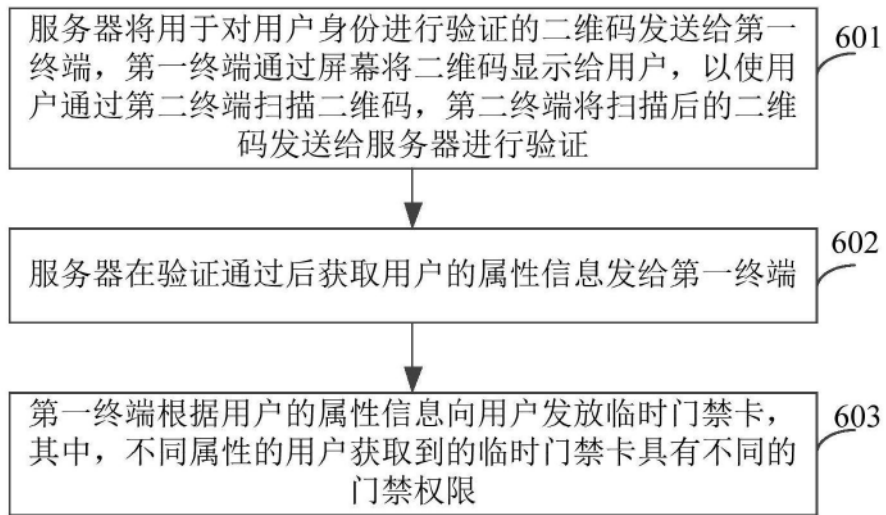 服务器将用于对用户身份进行验证的二维码发送给第一
终端，第一终端通过屏幕将二维码显示给用户，以使用
户通过第二终端扫描二维码，第二终端将扫描后的二维
码发送给服务器进行验证
601
服务器在验证通过后获取用户的属性信息发给第一终端
602
第一终端根据用户的属性信息向用户发放临时门禁卡，
其中，不同属性的用户获取到的临时门禁卡具有不同的
门禁权限
603